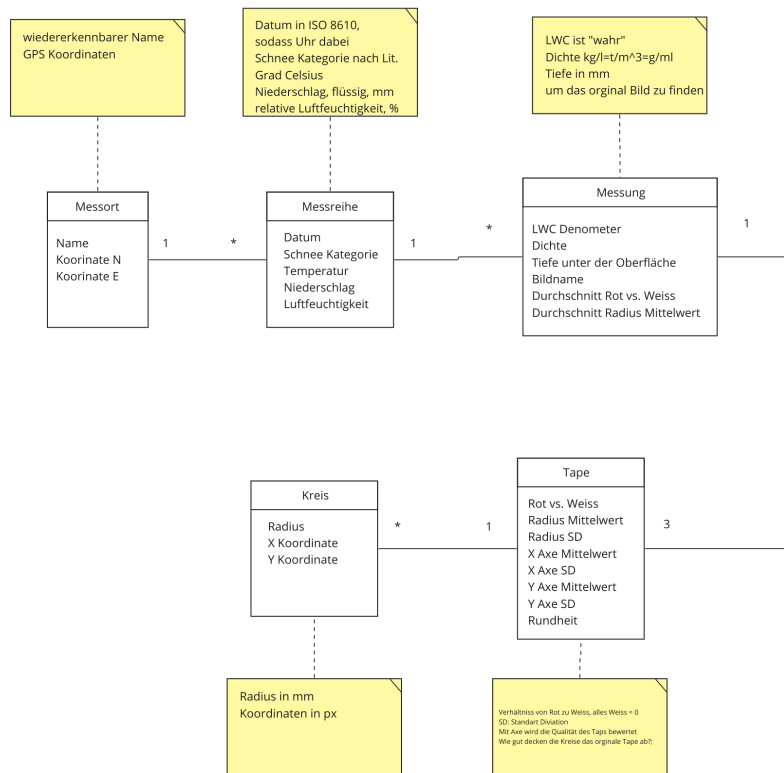 wiedererkennbarer Name
GPS Koordinaten
Datum in ISO 8610,
sodass Uhr dabei
Schnee Kategorie nach Lit.
Grad Celsius
Niederschlag, flüssig, mm
relative Luftfeuchtigkeit, %
LWC ist "wahr"
Dichte kg/l=t/m^3=g/ml
Tiefe in mm
um das orginal Bild zu finden
Messort
Name
Koorinate N
Koorinate E
1
*
Messreihe
Datum
Schnee Kategorie
Temperatur
Niederschlag
Luftfeuchtigkeit
1
*
Messung
LWC Denometer
Dichte
Tiefe unter der Oberfläche
Bildname
Durchschnitt Rot vs. Weiss
Durchschnitt Radius Mittelwert
1
Kreis
Radius
X Koordinate
Y Koordinate
*
1
Tape
Rot vs. Weiss
Radius Mittelwert
Radius SD
X Axe Mittelwert
X Axe SD
Y Axe Mittelwert
Y Axe SD
Rundheit
3
Radius in mm
Koordinaten in px
Verhältniss von Rot zu Weiss, alles Weiss = 0
SD: Standart Diviation
Mit Axe wird die Qualität des Taps bewertet
Wie gut decken die Kreise das orginale Tape ab?;